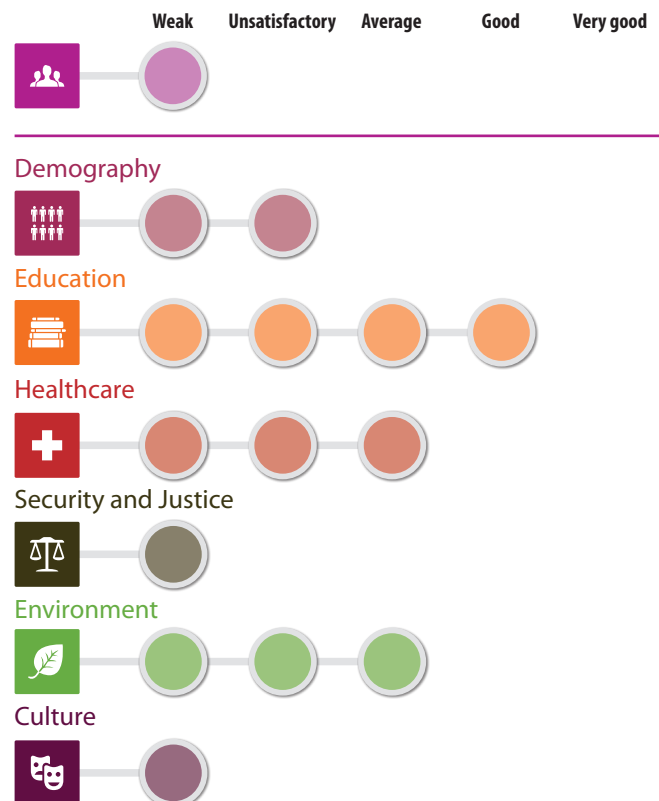 Weak Unsatisfactory Average Good Very good
Demography
Education
Healthcare
Security and Justice
Environment
Culture